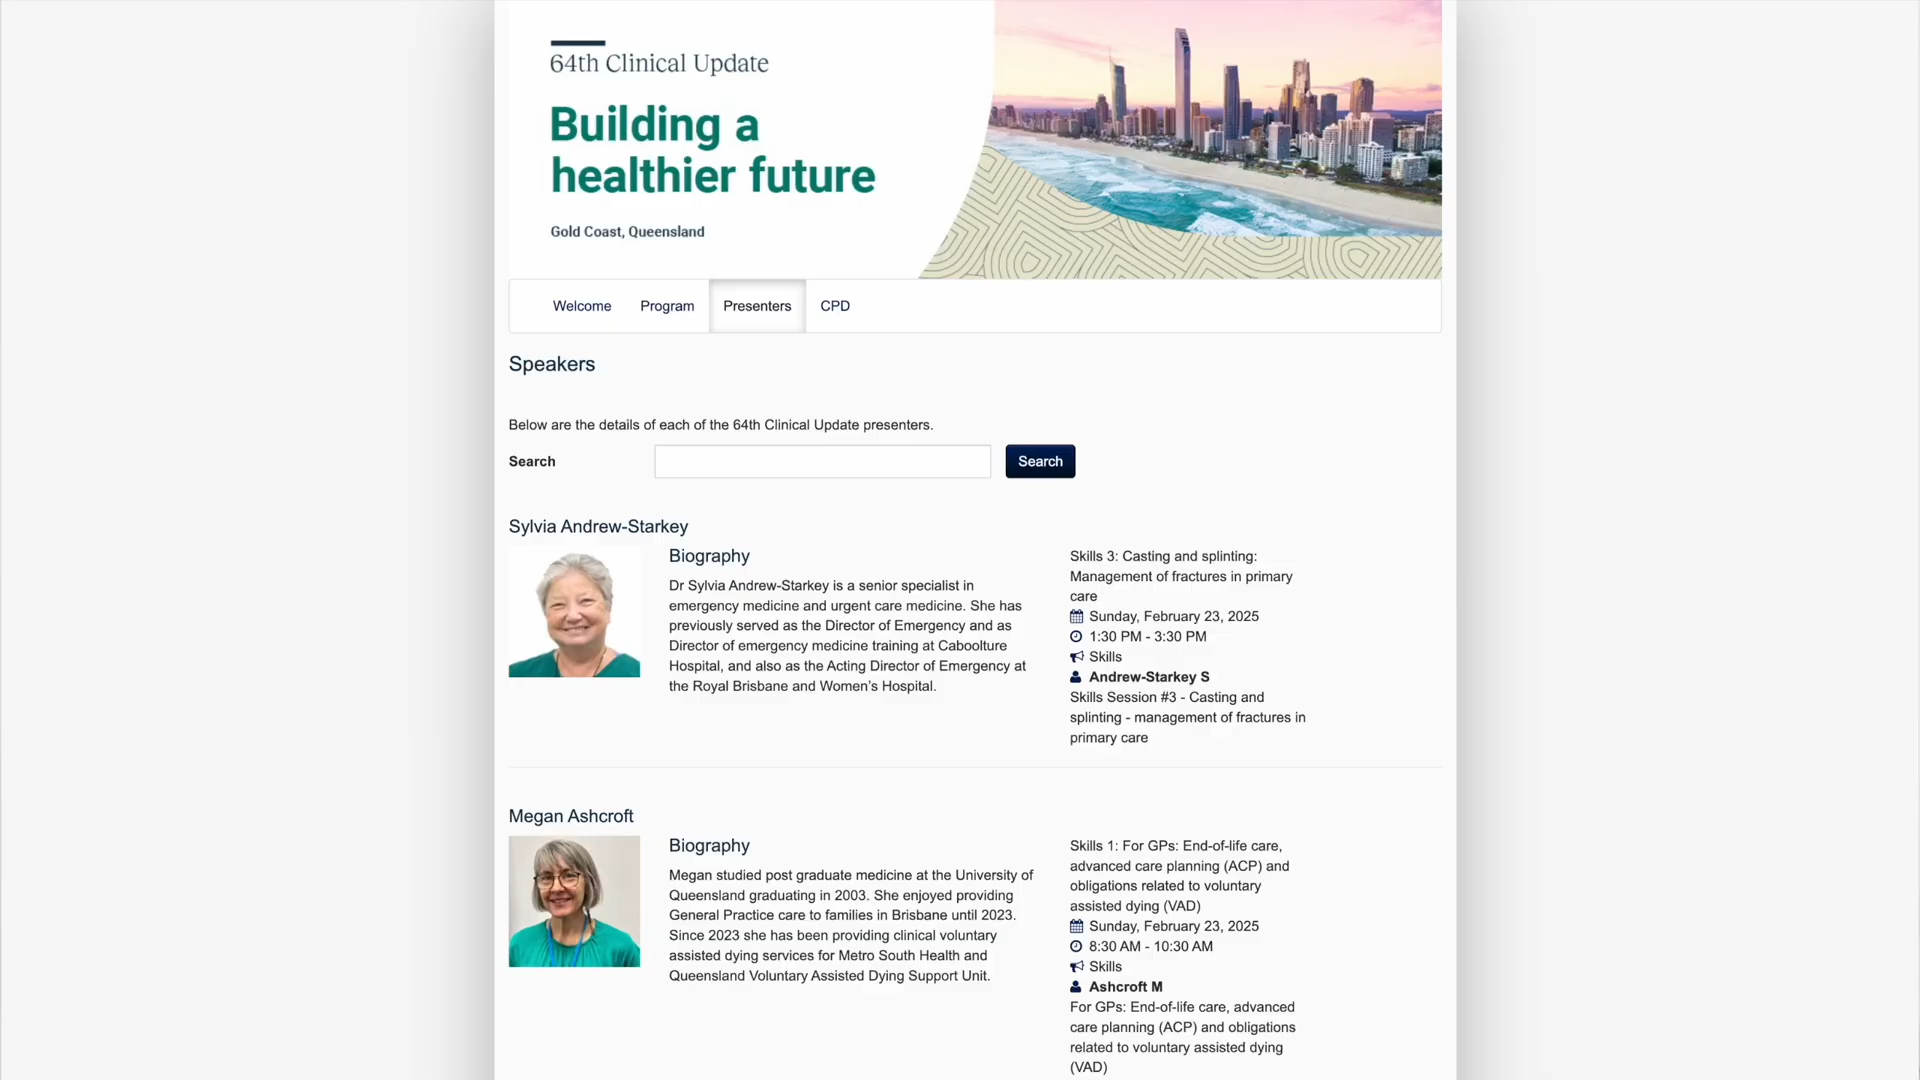 64th Clinical Update
Building a
healthier future
Gold Coast, Queensland
Welcome Program Presenters CPD
Speakers
Below are the details of each of the 64th Clinical Update presenters.
Search Search
Sylvia Andrew-Starkey
Biography
Dr Sylvia Andrew-Starkey is a senior specialist in
emergency medicine and urgent care medicine. She has
previously served as the Director of Emergency and as
Director of emergency medicine training at Caboolture
Hospital, and also as the Acting Director of Emergency at
the Royal Brisbane and Women’s Hospital.
Skills 3: Casting and splinting:
Management of fractures in primary
care
Sunday, February 23, 2025
1:30 PM - 3:30 PM
Skills
Andrew-Starkey S
Skills Session #3 - Casting and
splinting - management of fractures in
primary care
Megan Ashcroft
Biography
Megan studied post graduate medicine at the University of
Queensland graduating in 2003. She enjoyed providing
General Practice care to families in Brisbane until 2023.
Since 2023 she has been providing clinical voluntary
assisted dying services for Metro South Health and
Queensland Voluntary Assisted Dying Support Unit.
Skills 1: For GPs: End-of-life care,
advanced care planning (ACP) and
obligations related to voluntary
assisted dying (VAD)
Sunday, February 23, 2025
8:30 AM - 10:30 AM
Skills
Ashcroft M
For GPs: End-of-life care, advanced
care planning (ACP) and obligations
related to voluntary assisted dying
(VAD)